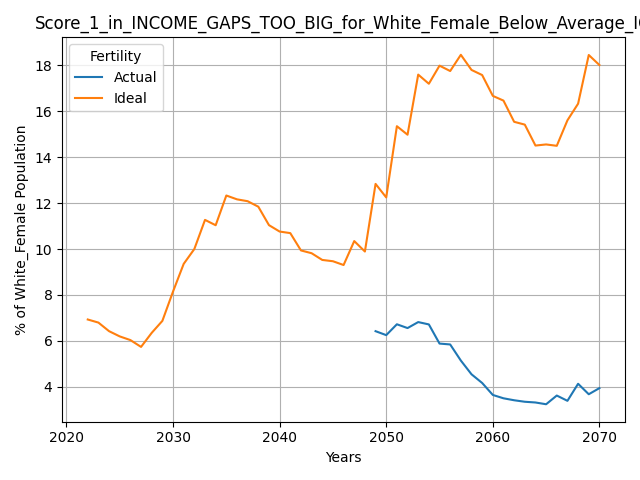 Score_1_in_INCOME_GAPS_TOO_BIG_for_White_Female_Below_Average_I
Fertility
Actual
Ideal
% of White_Female Population
18
16
14
12
10
8
6
4
2020
2030
2040
2050
2060
2070
Years